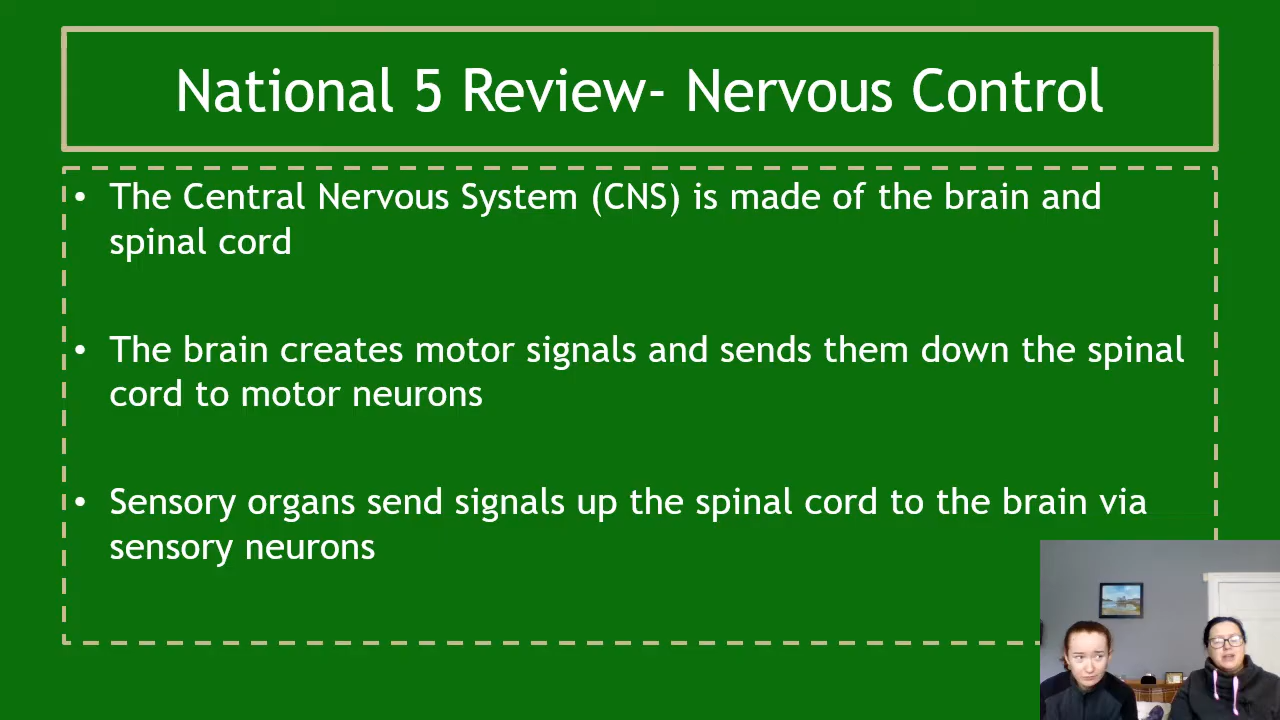 National 5 Review- Nervous Control
• The Central Nervous System (CNS) is made of the brain and
spinal cord
• The brain creates motor signals and sends them down the spinal
cord to motor neurons
• Sensory organs send signals up the spinal cord to the brain via
sensory neurons